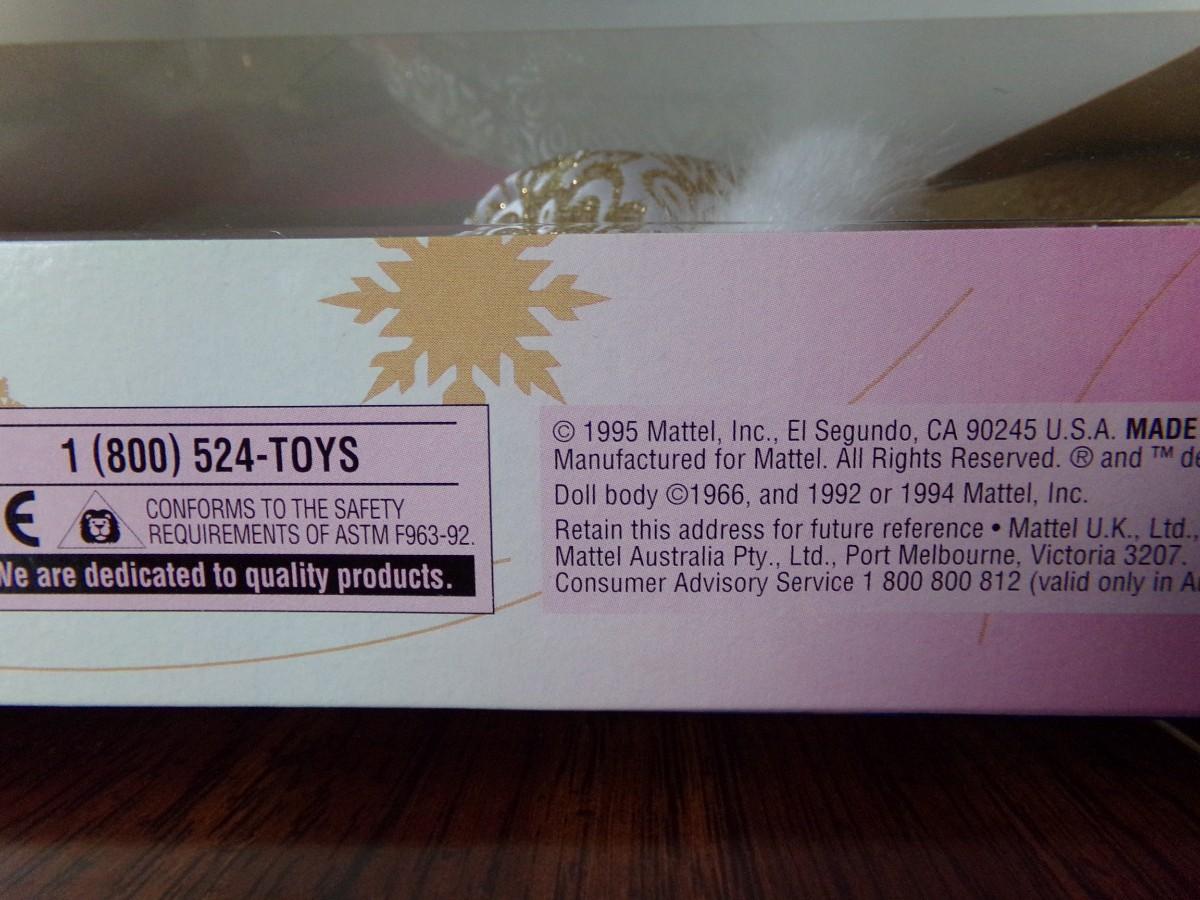 1 (800) 524-TOYS
CE CONFORMS TO THE SAFETY
REQUIREMENTS OF ASTM F963-92.
We are dedicated to quality products.
© 1995 Mattel, Inc., El Segundo, CA 90245 U.S.A. MADE
Manufactured for Mattel. All Rights Reserved. ® and ™
Doll body ©1966, and 1992 or 1994 Mattel, Inc.
Retain this address for future reference • Mattel U.K., Ltd.,
Mattel Australia Pty., Ltd., Port Melbourne, Victoria 3207.
Consumer Advisory Service 1 800 800 812 (valid only in